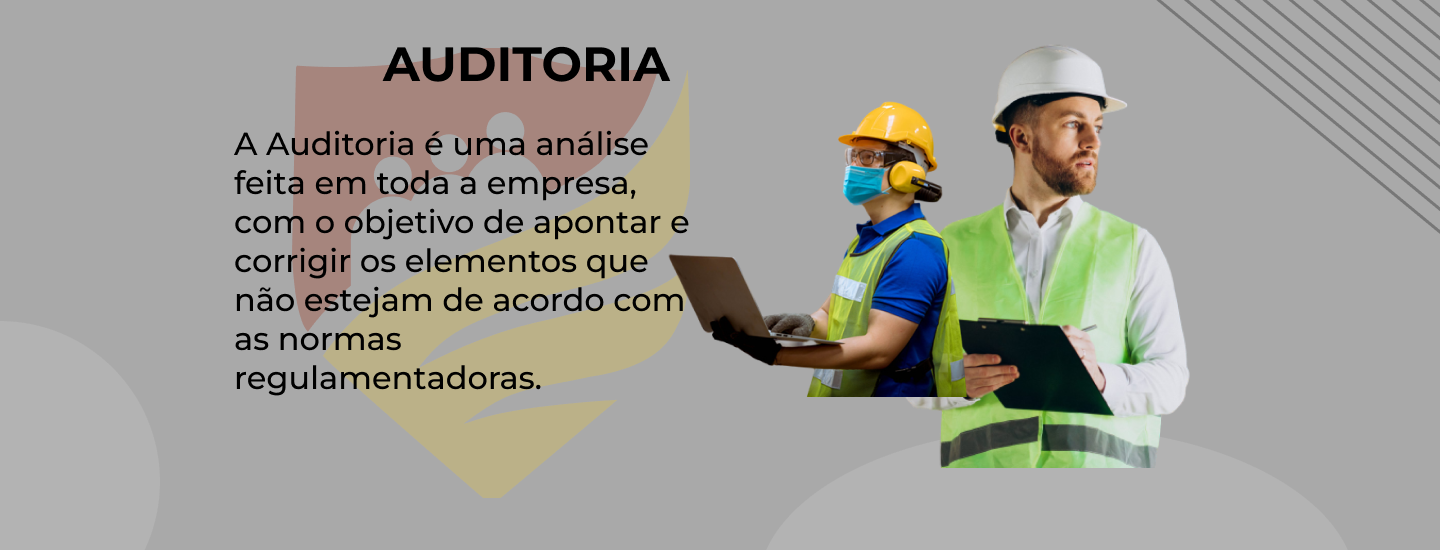 AUDITORIA
A Auditoria é uma análise
feita em toda a empresa,
com o objetivo de apontar e
corrigir os elementos que
não estejam de acordo com
as normas
regulamentadoras.